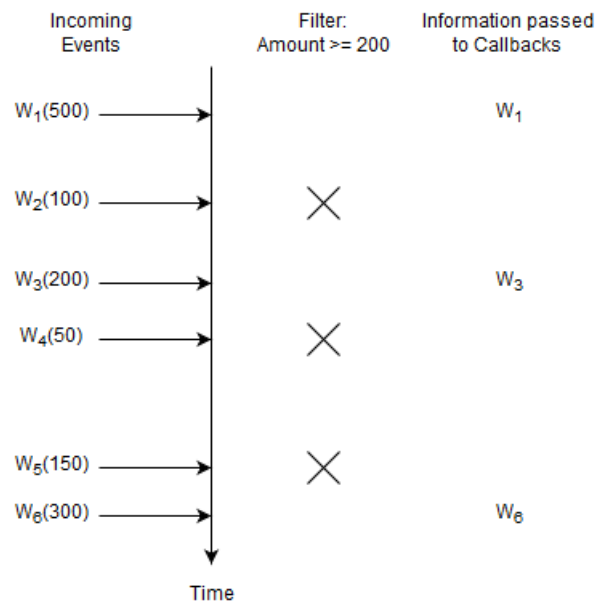 Incoming
Events
Filter:
Amount >= 200
Information passed
to Callbacks
W₁(500)
W₁
W₂(100)
W₃(200)
W₃
W₄(50)
W₅(150)
W₆(300)
W₆
Time